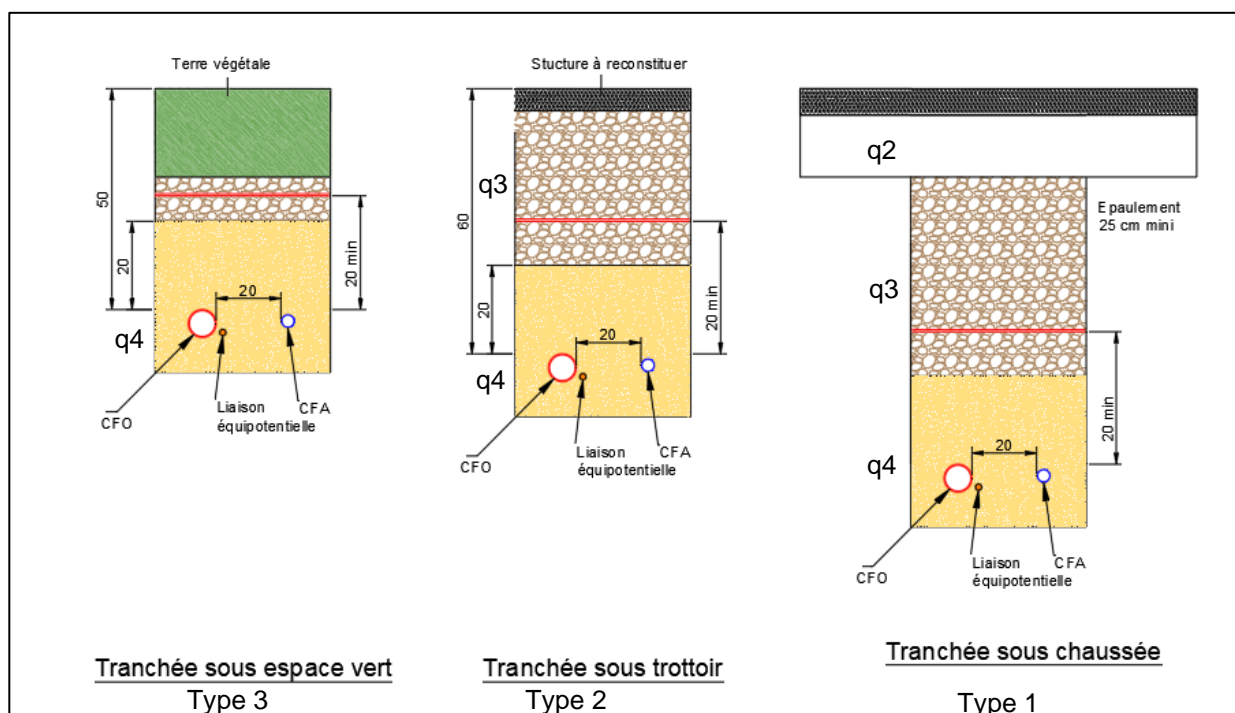 Terre végétale
50
20
20
20 min
q4
CFO
Liaison
équipotentielle
CFA
Tranchée sous espace vert
Type 3
Stucture à reconstituer
q3
60
20
20
20 min
q4
CFO
Liaison
équipotentielle
CFA
Tranchée sous trottoir
Type 2
q2
Epaulement
25 cm mini
q3
20
20 min
q4
CFO
Liaison
équipotentielle
CFA
Tranchée sous chaussée
Type 1